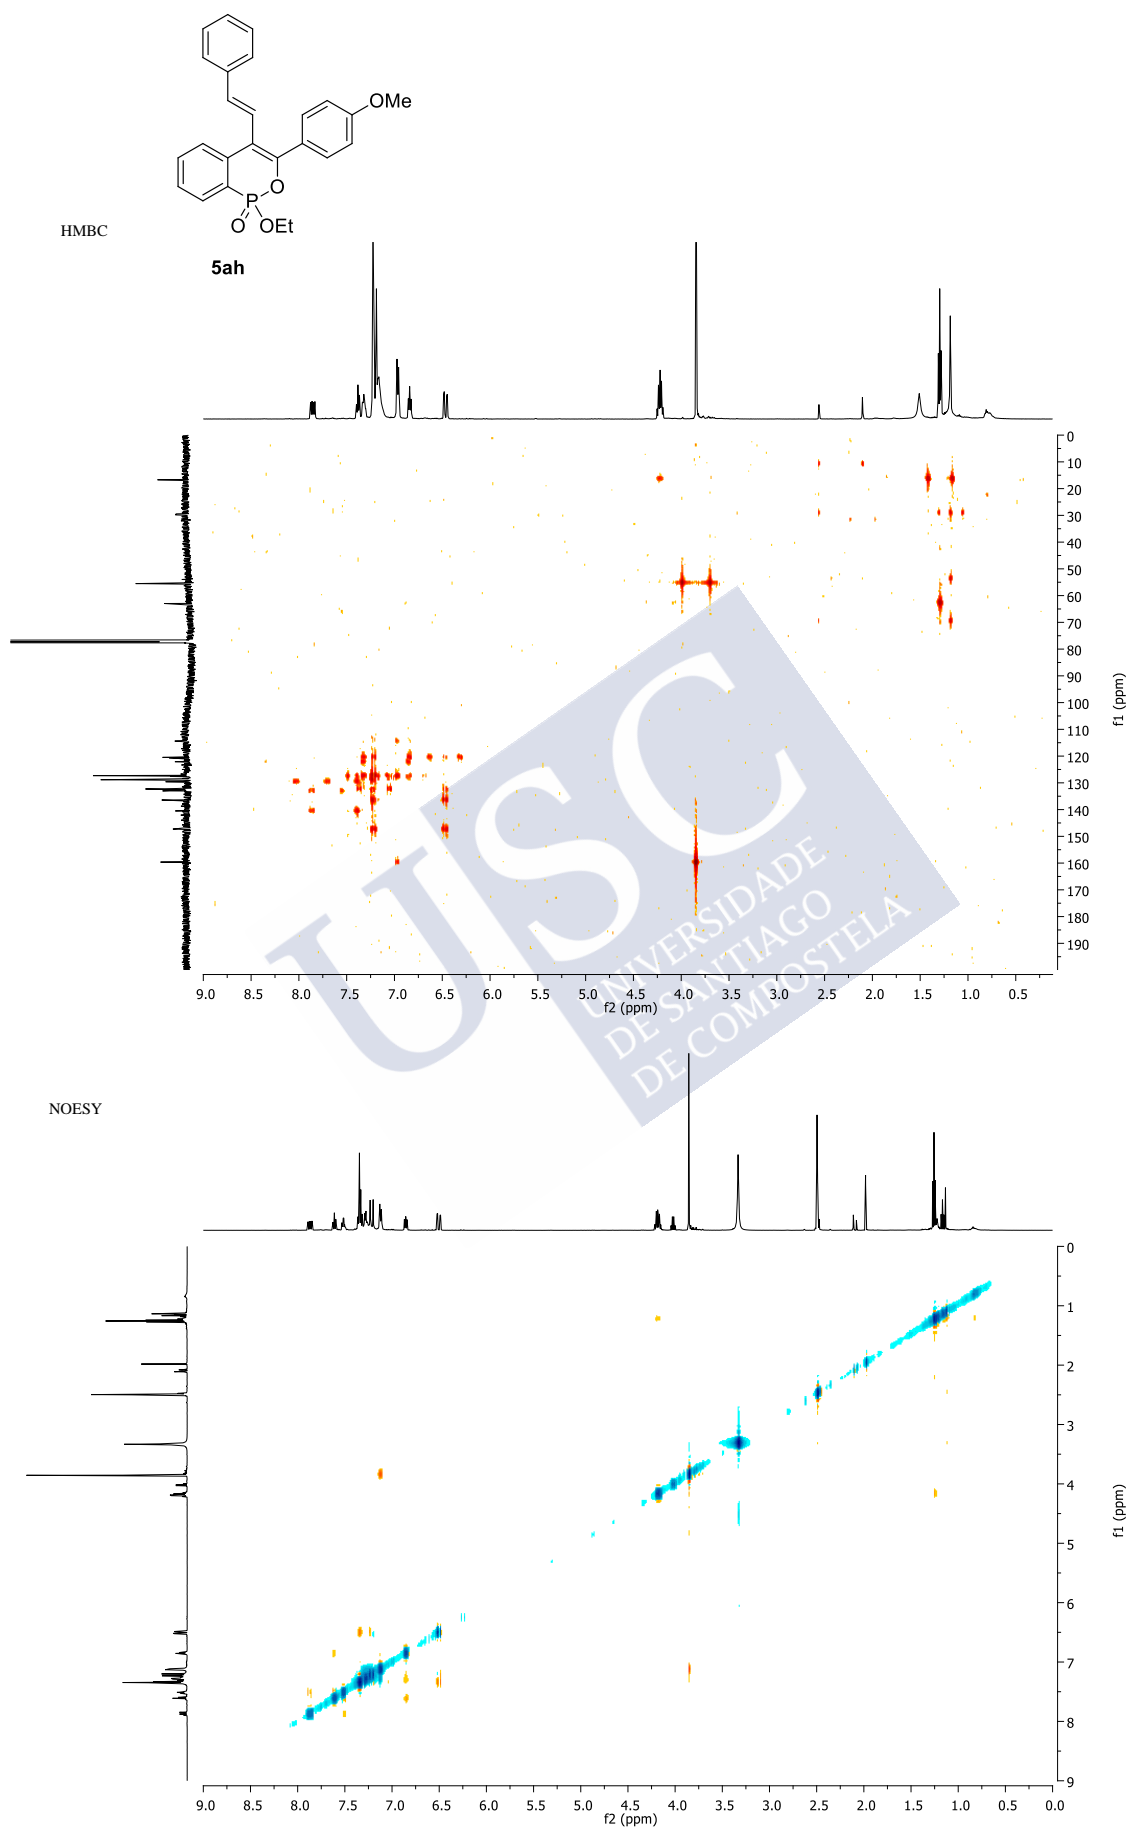 OMe
O
P
O
OEt
HMBC
5ah
0
10
20
30
40
50
60
70
80
90
100
110
120
130
140
150
160
170
180
190
f1 (ppm)
9.0 8.5 8.0 7.5 7.0 6.5 6.0 5.5 5.0 4.5 4.0 3.5 3.0 2.5 2.0 1.5 1.0 0.5
f2 (ppm)
USC
UNIVERSIDADE
DE SANTIAGO
DE COMPOSTELA
NOESY
0
1
2
3
4
5
6
7
8
9
f1 (ppm)
9.0 8.5 8.0 7.5 7.0 6.5 6.0 5.5 5.0 4.5 4.0 3.5 3.0 2.5 2.0 1.5 1.0 0.5 0.0
f2 (ppm)